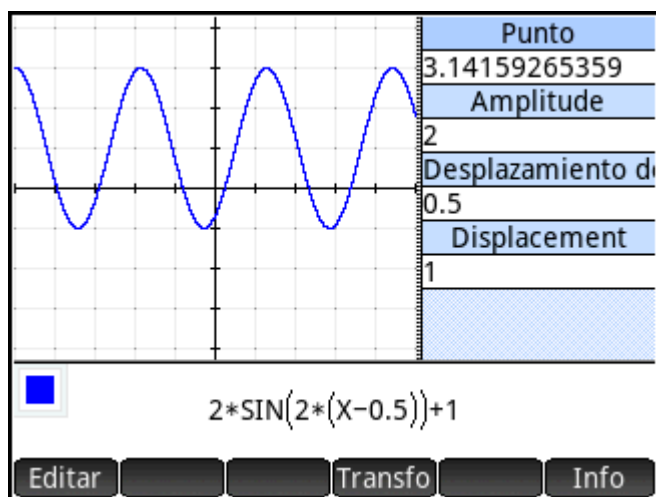 Punto
3.14159265359
Amplitude
2
Desplazamiento d
0.5
Displacement
1
2*SIN(2*(X-0.5))+1
Editar
Transfo
Info